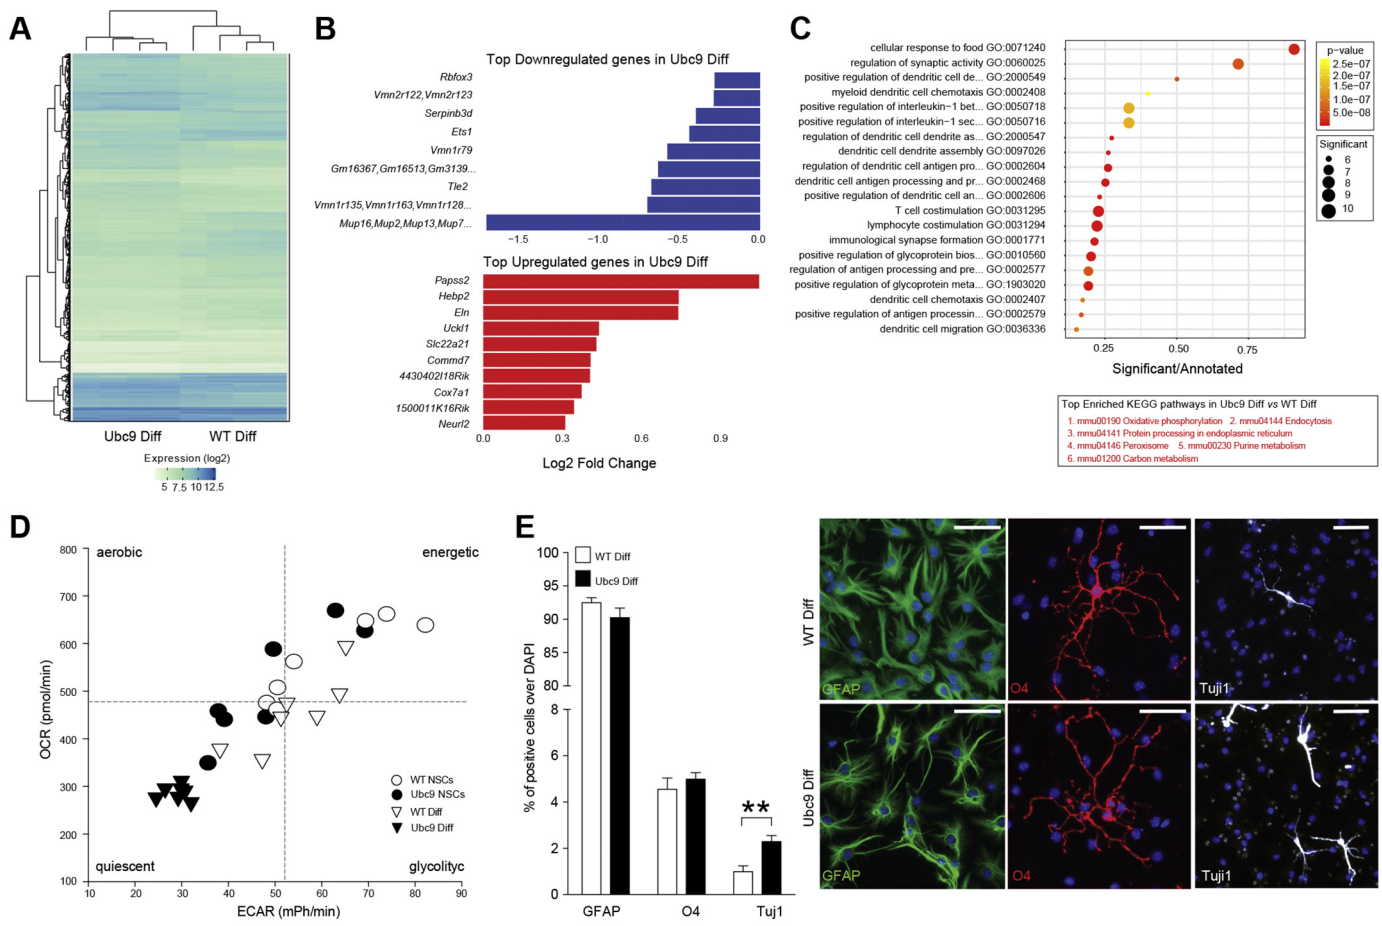 A
Ubc9 Diff WT Diff
Expression (log2)
5 7.5 10 12.5
B
Top Downregulated genes in Ubc9 Diff
Rbfox3
Vmn2r122,Vmn2r123
Serpinb3d
Ets1
Vmn1r79
Gm16367,Gm16513,Gm3139...
Tle2
Vmn1r135,Vmn1r163,Vmn1r128...
Mup16,Mup2,Mup13,Mup7...
−1.5 −1.0 −0.5 0.0
Top Upregulated genes in Ubc9 Diff
Papss2
Hebp2
Eln
Uckl1
Slc22a21
Commd7
4430402I18Rik
Cox7a1
1500011K16Rik
Neurl2
0.0 0.3 0.6 0.9
Log2 Fold Change
C
cellular response to food GO:0071240
regulation of synaptic activity GO:0060025
positive regulation of dendritic cell de... GO:2000549
myeloid dendritic cell chemotaxis GO:0002408
positive regulation of interleukin−1 bet... GO:0050718
positive regulation of interleukin−1 sec... GO:0050716
regulation of dendritic cell dendrite as... GO:2000547
dendritic cell dendrite assembly GO:0097026
regulation of dendritic cell antigen pro... GO:0002604
dendritic cell antigen processing and pr... GO:0002468
positive regulation of dendritic cell an... GO:0002606
T cell costimulation GO:0031295
lymphocyte costimulation GO:0031294
immunological synapse formation GO:0001771
positive regulation of glycoprotein bios... GO:0010560
regulation of antigen processing and pre... GO:0002577
positive regulation of glycoprotein meta... GO:1903020
dendritic cell chemotaxis GO:0002407
positive regulation of antigen processin... GO:0002579
dendritic cell migration GO:0036336
0.25 0.50 0.75
Significant/Annotated
p-value
2.5e-07
2.0e-07
1.5e-07
1.0e-07
5.0e-08
Significant
6
7
8
9
10
Top Enriched KEGG pathways in Ubc9 Diff vs WT Diff
1. mmu00190 Oxidative phosphorylation 2. mmu04144 Endocytosis
3. mmu04141 Protein processing in endoplasmic reticulum
4. mmu04146 Peroxisome 5. mmu00230 Purine metabolism
6. mmu01200 Carbon metabolism
D
OCR (pmol/min)
800
700
600
500
400
300
200
100
aerobic energetic
quiescent glycolityc
WT NSCs
Ubc9 NSCs
WT Diff
Ubc9 Diff
10 20 30 40 50 60 70 80 90
ECAR (mPh/min)
E
% of positive cells over DAPI
100
95
90
85
80
8
6
4
2
0
WT Diff
Ubc9 Diff
**
GFAP O4 Tuj1
WT Diff
GFAP O4 Tuji1
Ubc9 Diff
GFAP O4 Tuji1